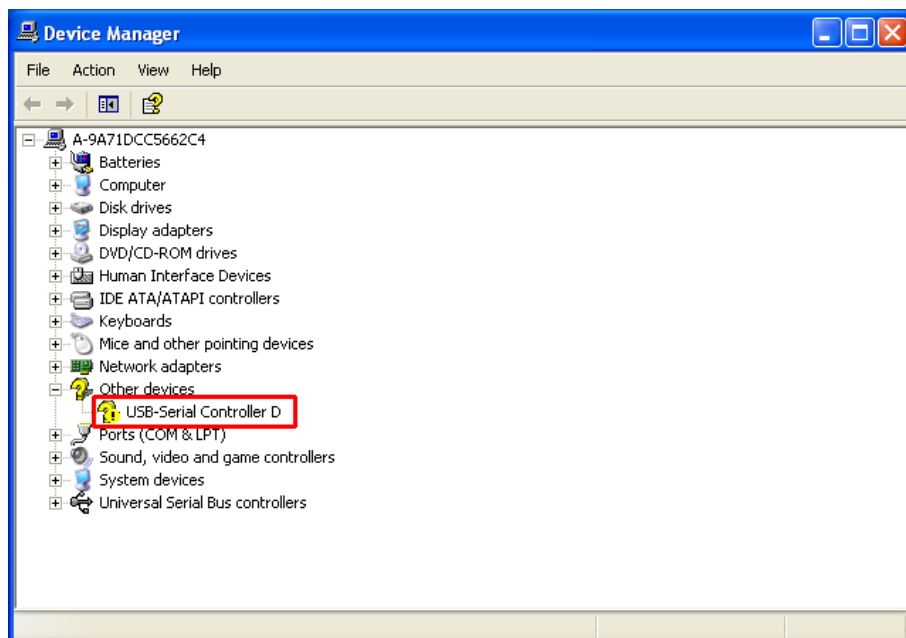 Device Manager
File Action View Help
A-9A71DCC5662C4
Batteries
Computer
Disk drives
Display adapters
DVD/CD-ROM drives
Human Interface Devices
IDE ATA/ATAPI controllers
Keyboards
Mice and other pointing devices
Network adapters
Other devices
USB-Serial Controller D
Ports (COM & LPT)
Sound, video and game controllers
System devices
Universal Serial Bus controllers